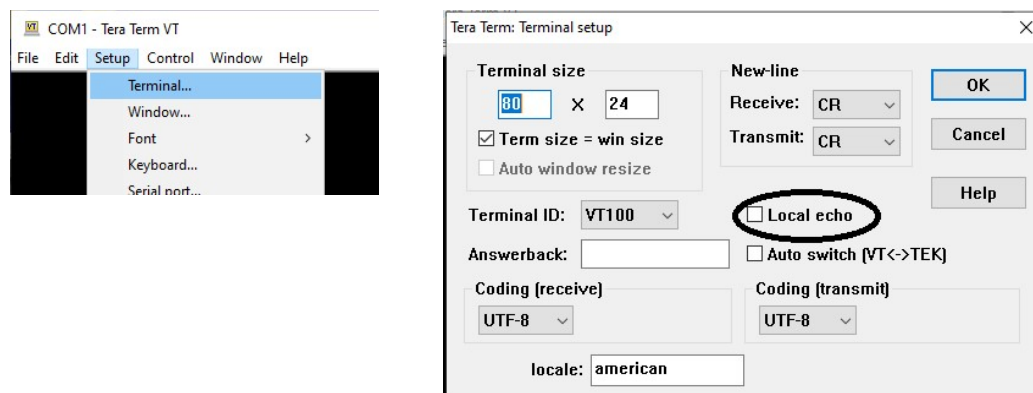 COM1 - Tera Term VT
File Edit Setup Control Window Help
Terminal...
Window...
Font
Keyboard...
Serial port...
Tera Term: Terminal setup
Terminal size
80 X 24
Term size = win size
Auto window resize
New-line
Receive: CR
Transmit: CR
OK
Cancel
Help
Terminal ID: VT100
Local echo
Answerback:
Auto switch (VT<->TEK)
Coding (receive)
UTF-8
Coding (transmit)
UTF-8
locale: american